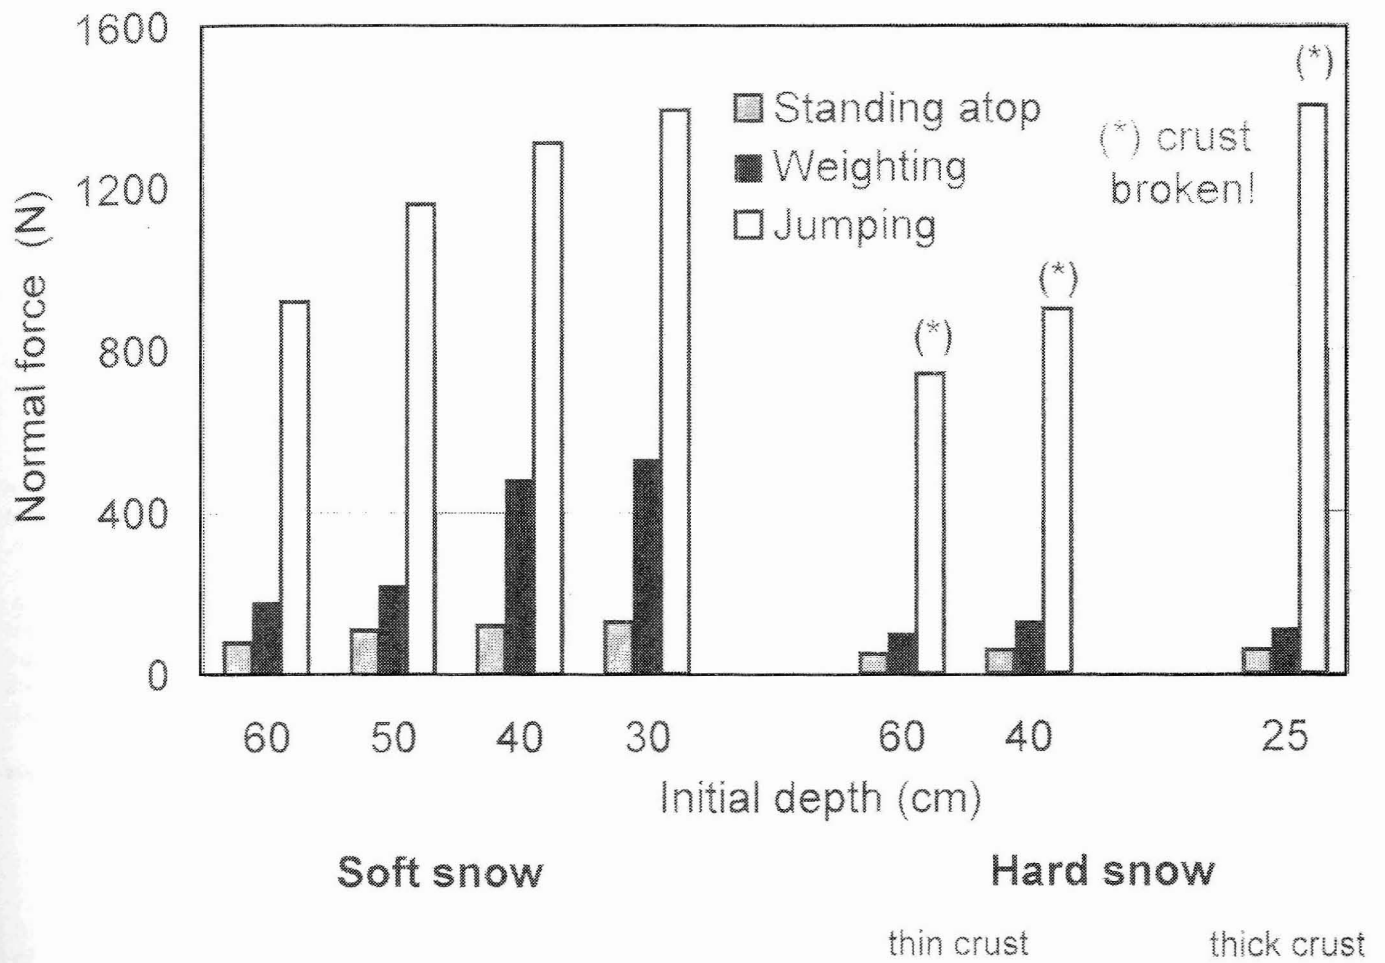 1600
1200
800
400
0
Normal force (N)
Standing atop
Weighting
Jumping
(*) crust
broken!
(*)
(*)
(*)
60 50 40 30 60 40 25
Initial depth (cm)
Soft snow Hard snow
thin crust thick crust